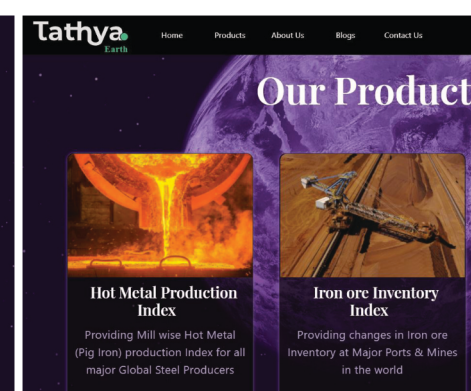 Tathya
Earth
Home Products About Us Blogs Contact Us
Our Product
Hot Metal Production
Index
Providing Mill wise Hot Metal
(Pig Iron) production Index for all
major Global Steel Producers
Iron ore Inventory
Index
Providing changes in Iron ore
Inventory at Major Ports & Mines
in the world